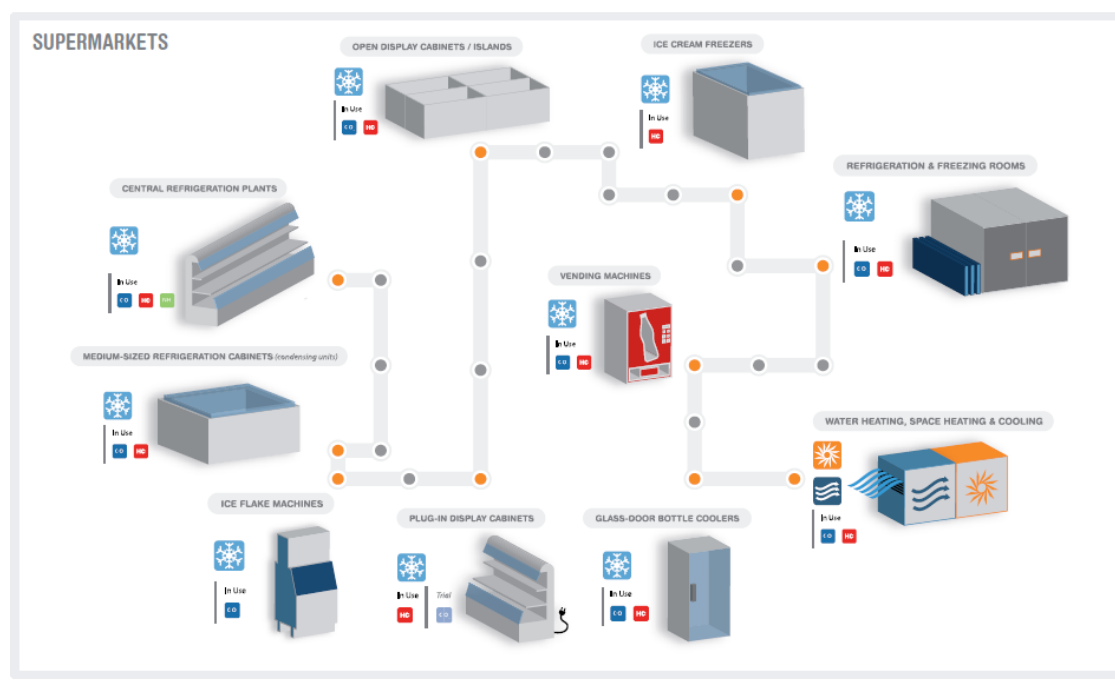 SUPERMARKETS
OPEN DISPLAY CABINETS / ISLANDS
In Use
CO HC
ICE CREAM FREEZERS
In Use
HC
REFRIGERATION & FREEZING ROOMS
In Use
CO HC
CENTRAL REFRIGERATION PLANTS
In Use
CO HC
VENDING MACHINES
In Use
CO HC
MEDIUM-SIZED REFRIGERATION CABINETS (condensing units)
In Use
CO HC
WATER HEATING, SPACE HEATING & COOLING
In Use
CO HC
ICE FLAKE MACHINES
In Use
CO
PLUG-IN DISPLAY CABINETS
In Use Trial
HC CO
GLASS-DOOR BOTTLE COOLERS
In Use
CO HC